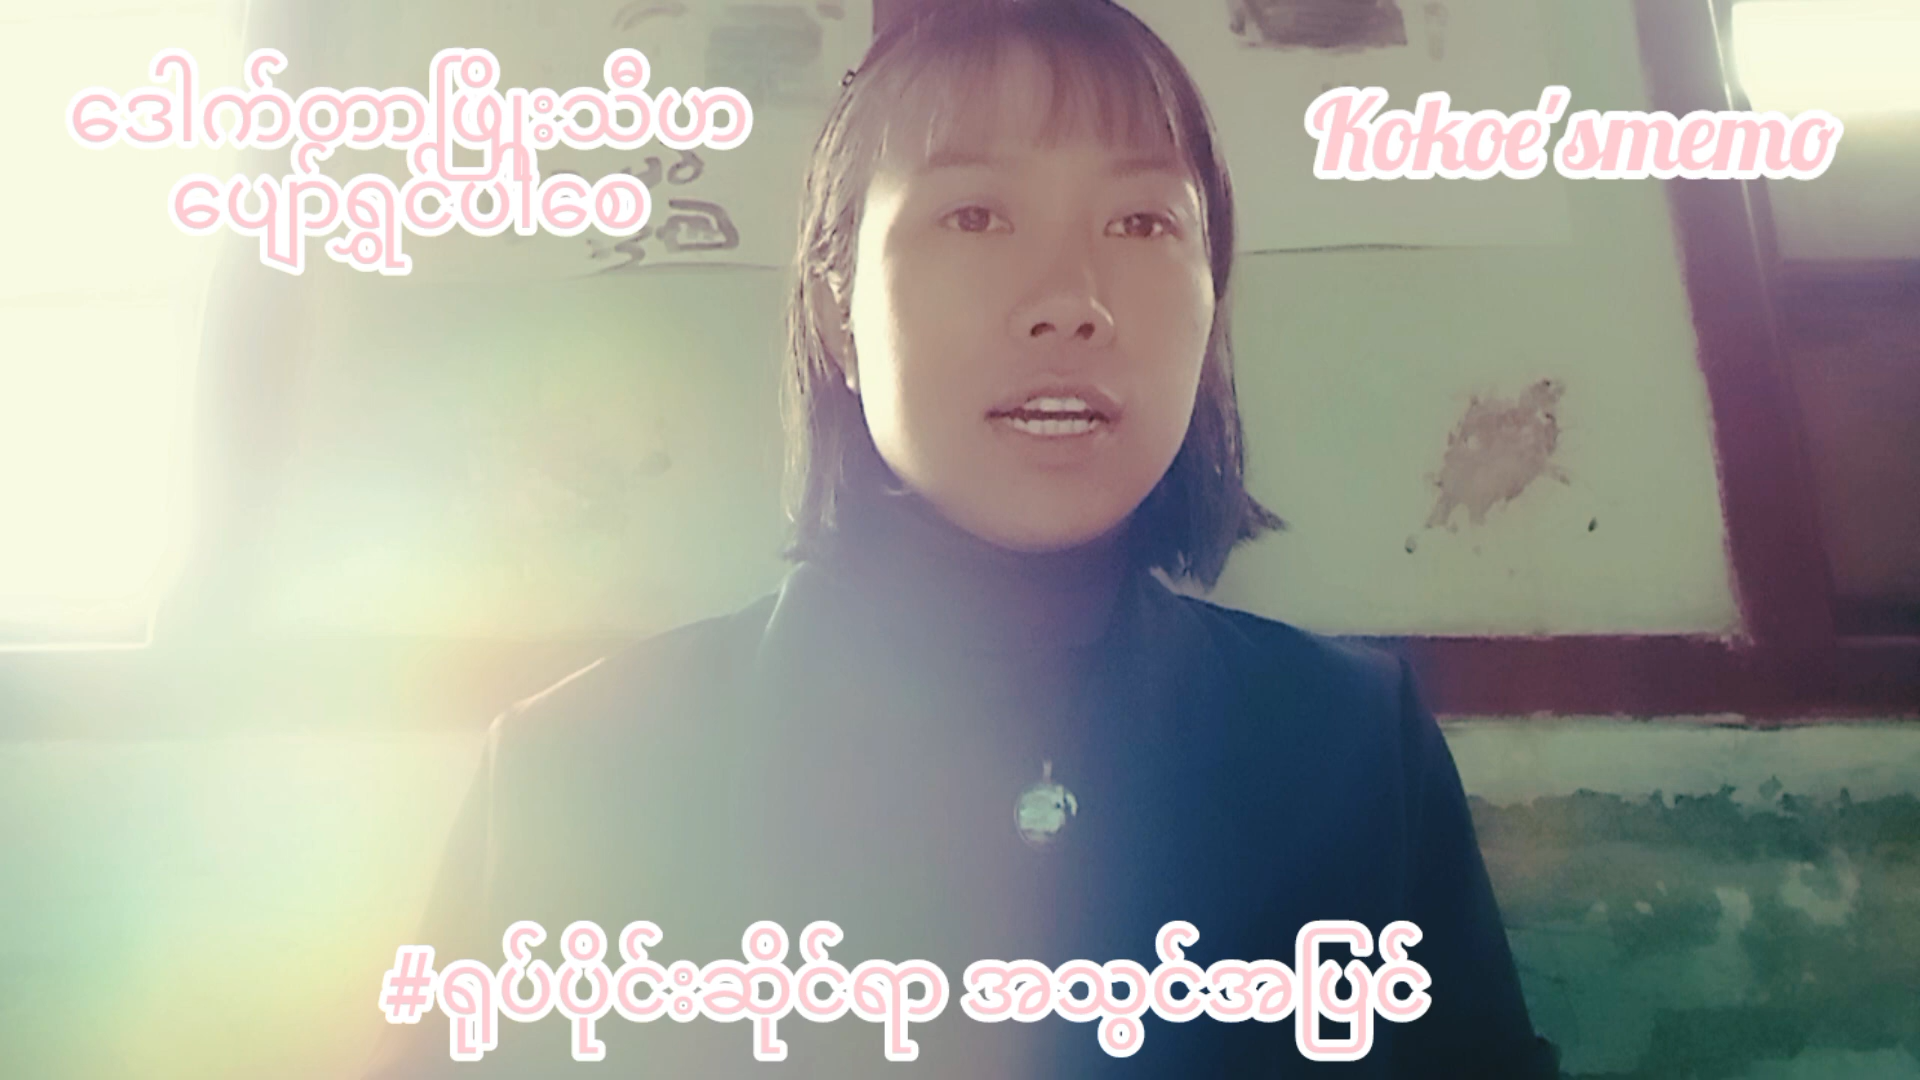 ဒေါက်တာဖြိုးသီဟ
ပျော်ရွှင်ပါစေ
Kokoe'smemo
#ရုပ်ပိုင်းဆိုင်ရာ အသွင်အပြင်